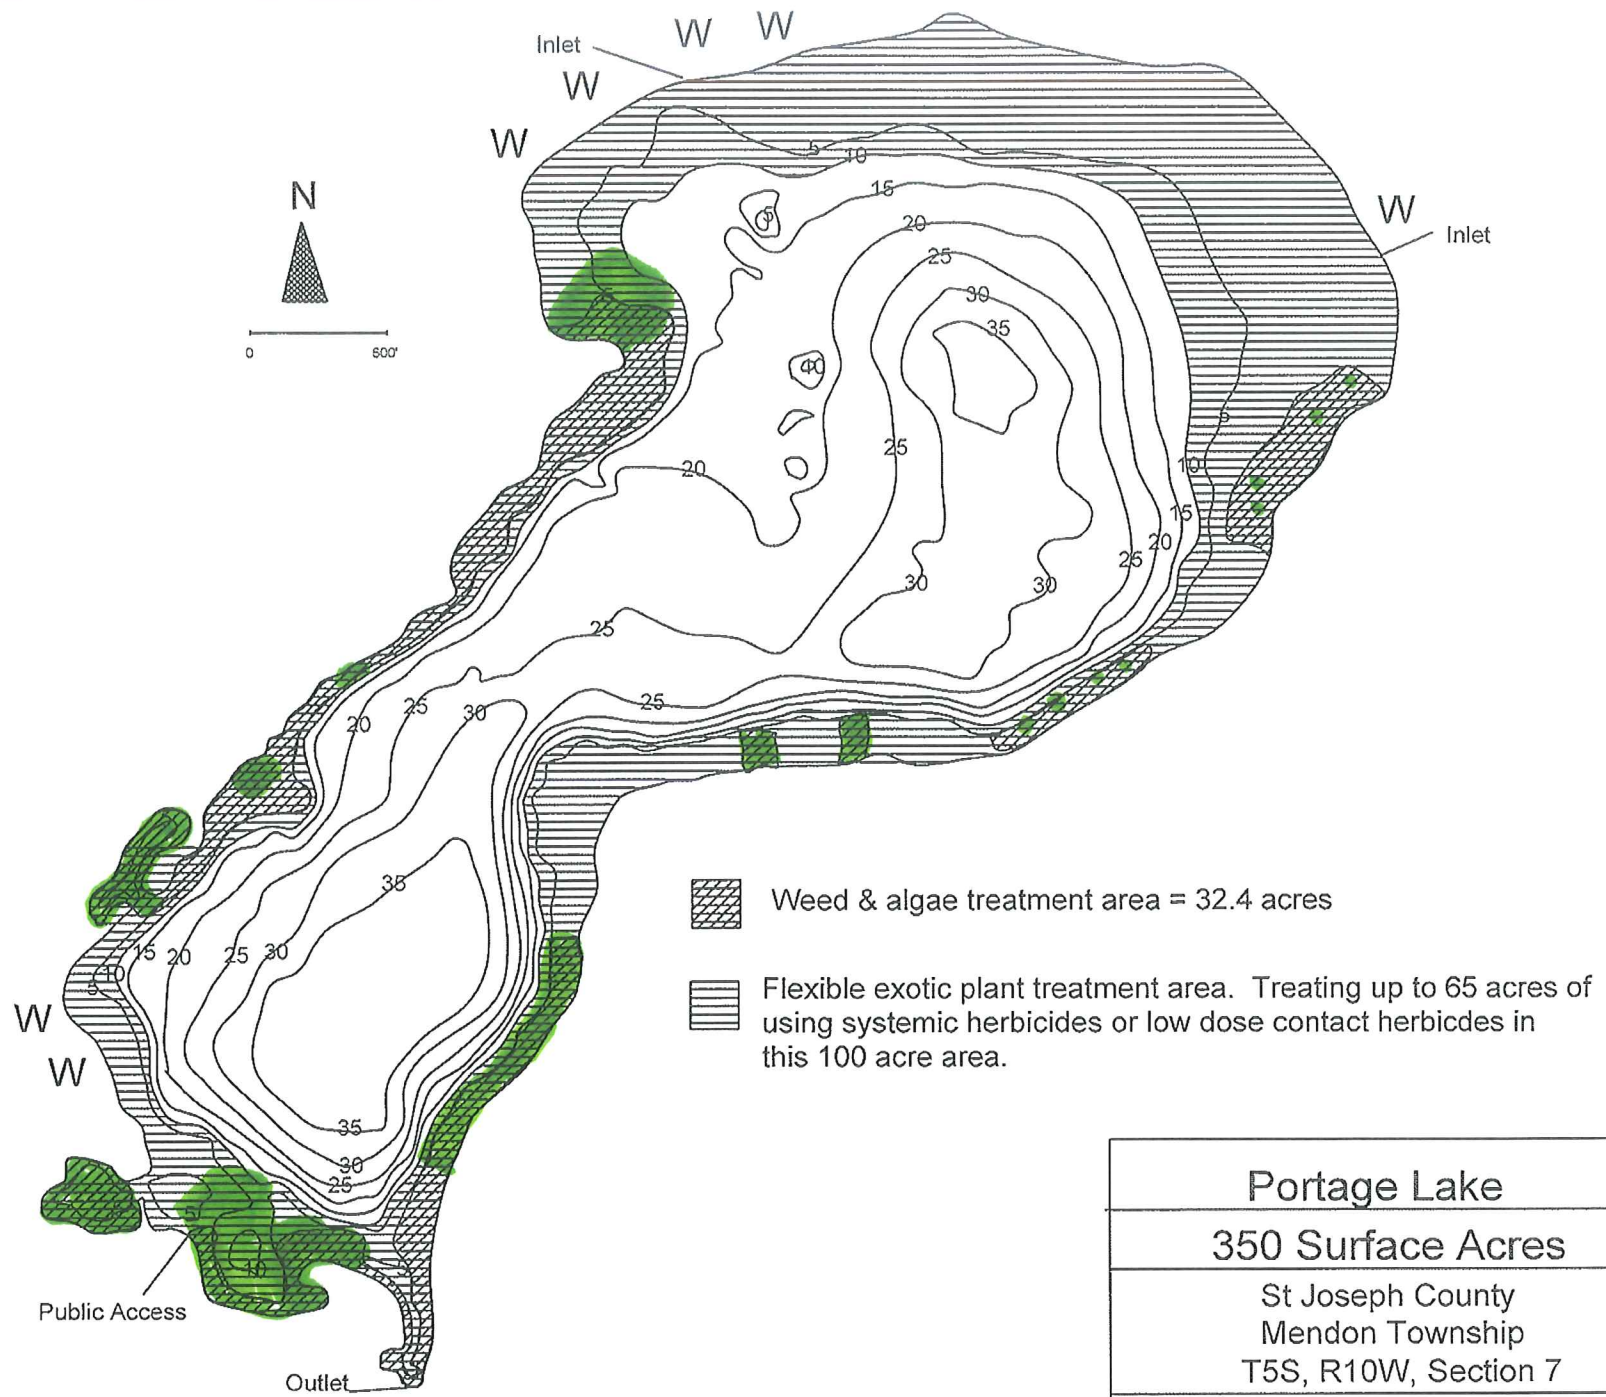 Inlet
W W
W
W
N
0 600'
W
Inlet
5
10
15
20
25
30
35
5
40
5
25
20
10
15
20
25
30
30
25
25
20
25
30
35
15
20
25
30
10
5
35
30
25
5
10
5
W
W
Public Access
Outlet
Weed & algae treatment area = 32.4 acres
Flexible exotic plant treatment area. Treating up to 65 acres of
using systemic herbicides or low dose contact herbicdes in
this 100 acre area.
Portage Lake
350 Surface Acres
St Joseph County
Mendon Township
T5S, R10W, Section 7